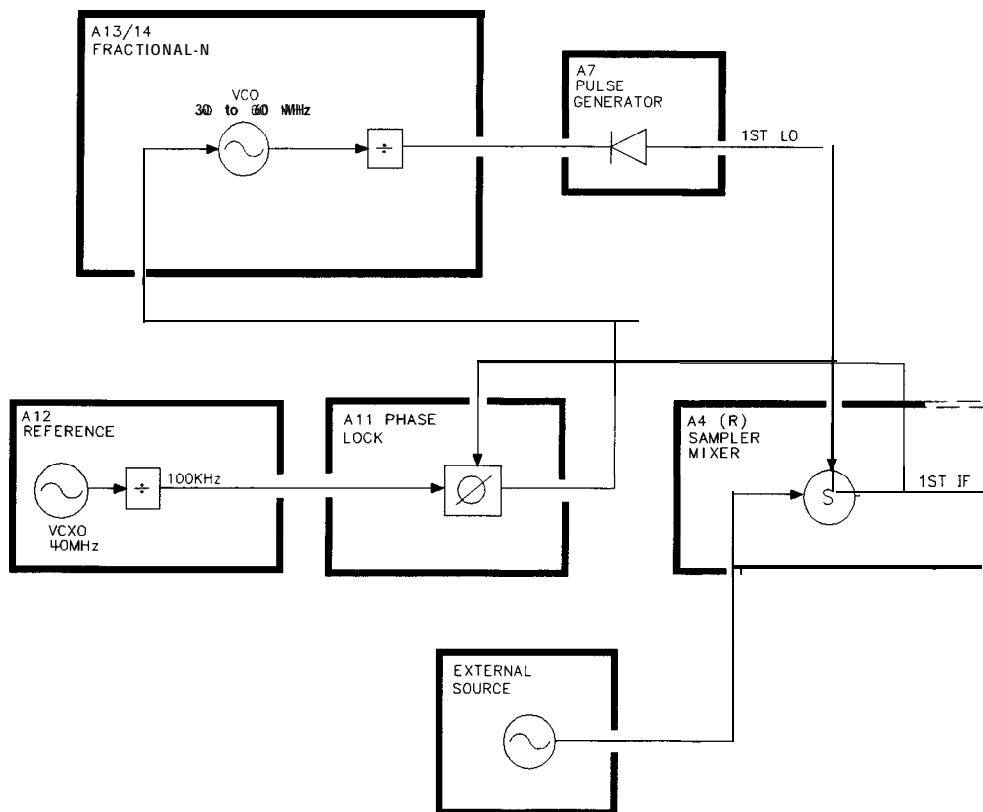 A13/14
FRACTIONAL-N
VCO
30 to 60 MHz
÷
A7
PULSE
GENERATOR
1ST LO
A12
REFERENCE
÷
100KHz
VCXO
40MHz
A11 PHASE
LOCK
A4 (R)
SAMPLER
MIXER
S
1ST IF
EXTERNAL
SOURCE